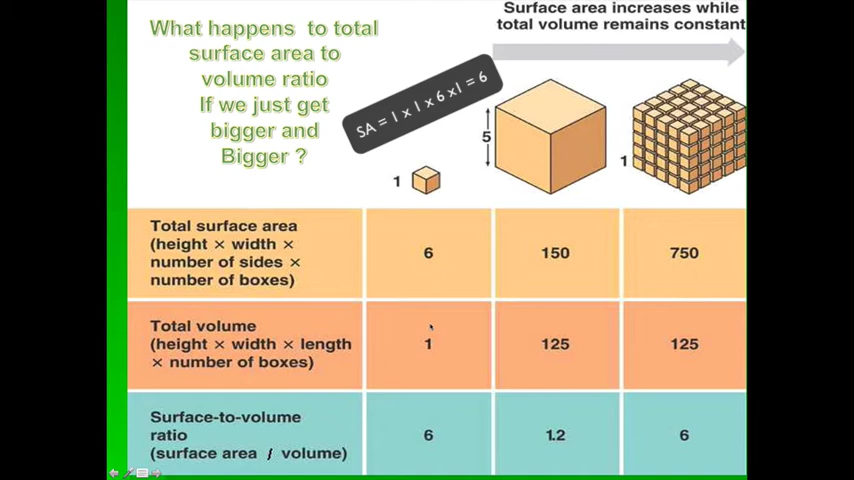 What happens to total
surface area to
volume ratio
If we just get
bigger and
Bigger ?
Surface area increases while
total volume remains constant
SA = 1 x 1 x 6 x1 = 6
1
5
1
Total surface area
(height × width ×
number of sides ×
number of boxes)
6
150
750
Total volume
(height × width × length
× number of boxes)
1
125
125
Surface-to-volume
ratio
(surface area / volume)
6
1.2
6